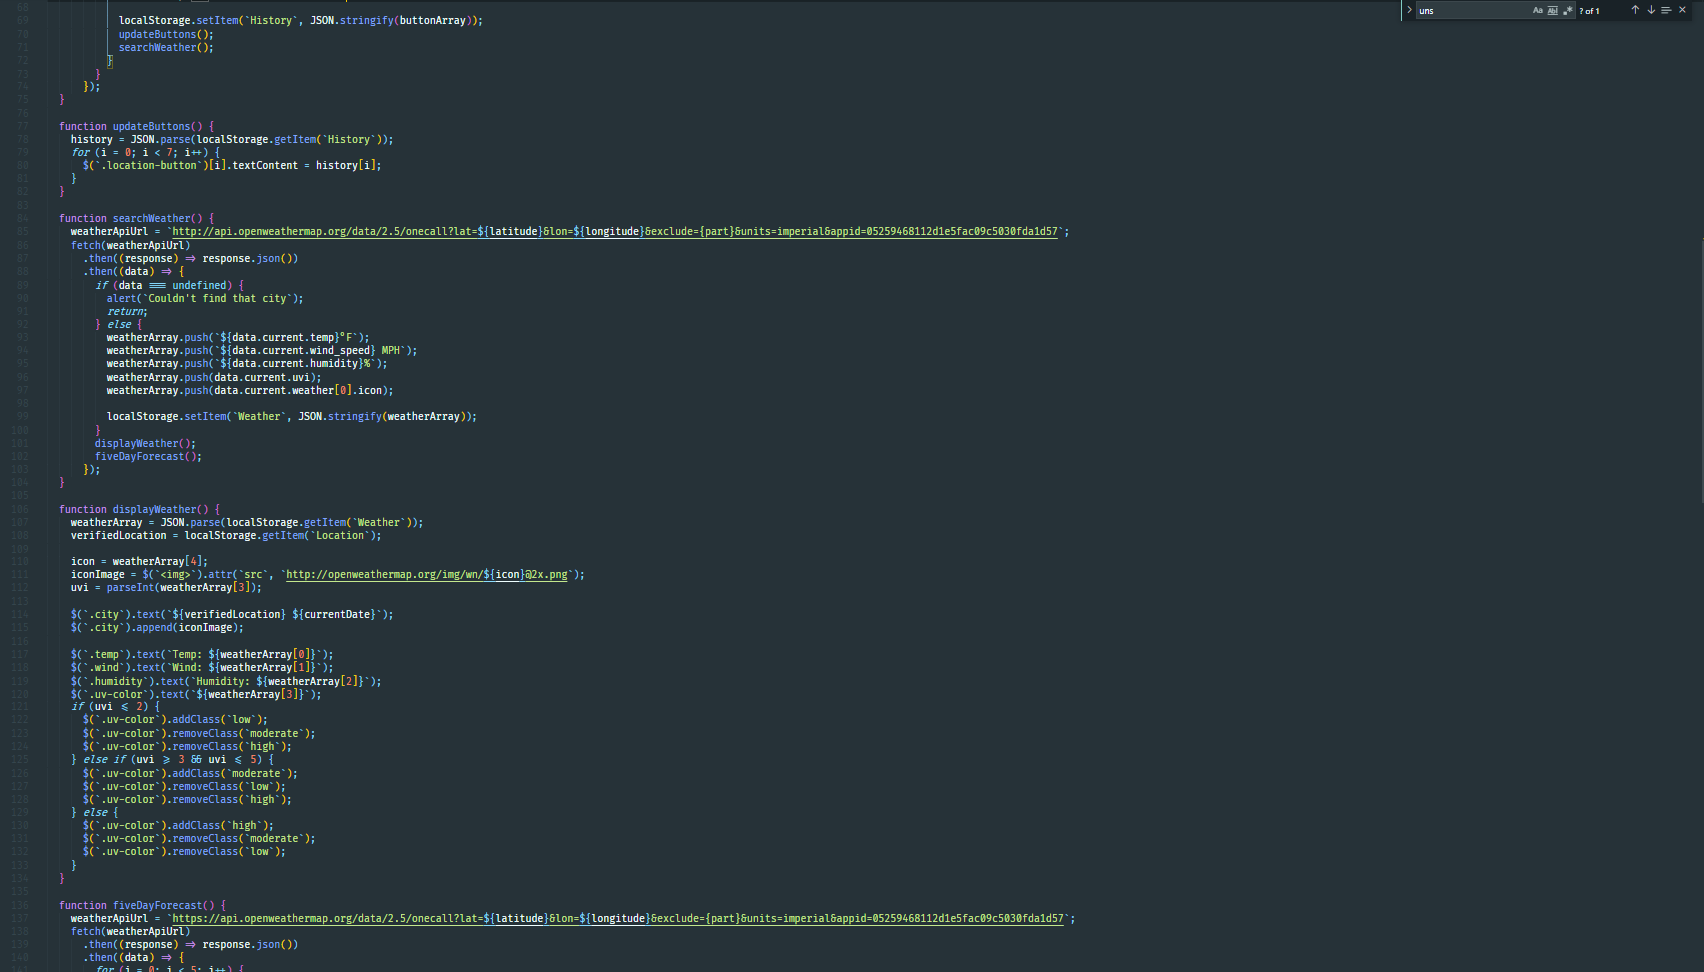 uns
? of 1
68
69 localStorage.setItem(`History`, JSON.stringify(buttonArray));
70 updateButtons();
71 searchWeather();
72 }
73 }
74 });
75 }
76
77 function updateButtons() {
78 history = JSON.parse(localStorage.getItem(`History`));
79 for (i = 0; i < 7; i++) {
80 $(`.location-button`)[i].textContent = history[i];
81 }
82 }
83
84 function searchWeather() {
85 weatherApiUrl = `http://api.openweathermap.org/data/2.5/onecall?lat=${latitude}&lon=${longitude}&exclude={part}&units=imperial&appid=05259468112d1e5fac09c5030fda1d57`;
86 fetch(weatherApiUrl)
87 .then((response) => response.json())
88 .then((data) => {
89 if (data === undefined) {
90 alert(`Couldn't find that city`);
91 return;
92 } else {
93 weatherArray.push(`${data.current.temp}°F`);
94 weatherArray.push(`${data.current.wind_speed} MPH`);
95 weatherArray.push(`${data.current.humidity}%`);
96 weatherArray.push(data.current.uvi);
97 weatherArray.push(data.current.weather[0].icon);
98
99 localStorage.setItem(`Weather`, JSON.stringify(weatherArray));
100 }
101 displayWeather();
102 fiveDayForecast();
103 });
104 }
105
106 function displayWeather() {
107 weatherArray = JSON.parse(localStorage.getItem(`Weather`));
108 verifiedLocation = localStorage.getItem(`Location`);
109
110 icon = weatherArray[4];
111 iconImage = $(`<img>`).attr(`src`, `http://openweathermap.org/img/wn/${icon}@2x.png`);
112 uvi = parseInt(weatherArray[3]);
113
114 $(`.city`).text(`${verifiedLocation} ${currentDate}`);
115 $(`.city`).append(iconImage);
116
117 $(`.temp`).text(`Temp: ${weatherArray[0]}`);
118 $(`.wind`).text(`Wind: ${weatherArray[1]}`);
119 $(`.humidity`).text(`Humidity: ${weatherArray[2]}`);
120 $(`.uv-color`).text(`${weatherArray[3]}`);
121 if (uvi <= 2) {
122 $(`.uv-color`).addClass(`low`);
123 $(`.uv-color`).removeClass(`moderate`);
124 $(`.uv-color`).removeClass(`high`);
125 } else if (uvi >= 3 && uvi <= 5) {
126 $(`.uv-color`).addClass(`moderate`);
127 $(`.uv-color`).removeClass(`low`);
128 $(`.uv-color`).removeClass(`high`);
129 } else {
130 $(`.uv-color`).addClass(`high`);
131 $(`.uv-color`).removeClass(`moderate`);
132 $(`.uv-color`).removeClass(`low`);
133 }
134 }
135
136 function fiveDayForecast() {
137 weatherApiUrl = `https://api.openweathermap.org/data/2.5/onecall?lat=${latitude}&lon=${longitude}&exclude={part}&units=imperial&appid=05259468112d1e5fac09c5030fda1d57`;
138 fetch(weatherApiUrl)
139 .then((response) => response.json())
140 .then((data) => {
141 for (i = 0; i < 5; i++) {